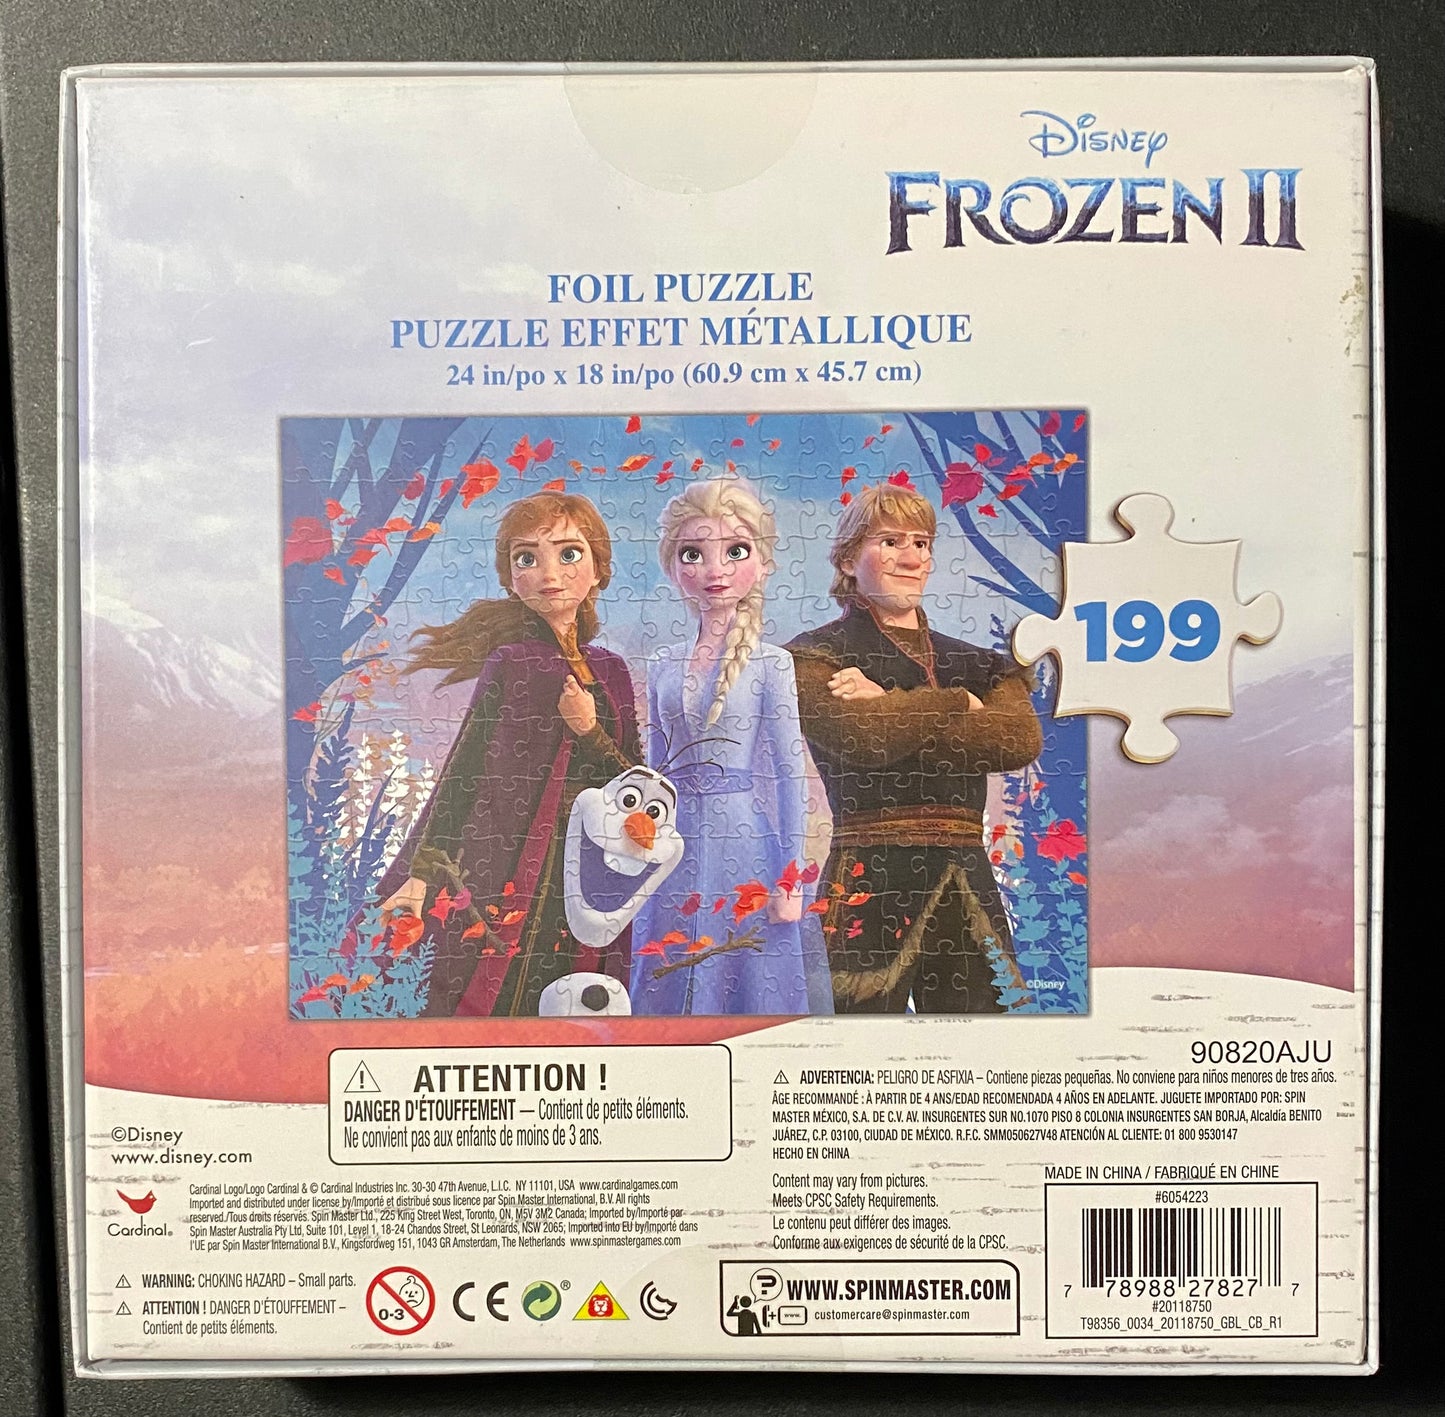 Disney
FROZEN II
FOIL PUZZLE
PUZZLE EFFET MÉTALLIQUE
24 in/po x 18 in/po (60.9 cm x 45.7 cm)
199
©Disney
90820AJU
ATTENTION !
DANGER D'ÉTOUFFEMENT — Contient de petits éléments.
Ne convient pas aux enfants de moins de 3 ans.
ADVERTENCIA: PELIGRO DE ASFIXIA – Contiene piezas pequeñas. No conviene para niños menores de tres años.
ÂGE RECOMMANDÉ : À PARTIR DE 4 ANS/EDAD RECOMENDADA 4 AÑOS EN ADELANTE. JUGUETE IMPORTADO POR: SPIN
MASTER MÉXICO, S.A. DE C.V. AV. INSURGENTES SUR NO.1070 PISO 8 COLONIA INSURGENTES SAN BORJA, Alcaldía BENITO
JUÁREZ, C.P. 03100, CIUDAD DE MÉXICO. R.F.C. SMM050627V48 ATENCIÓN AL CLIENTE: 01 800 9530147
HECHO EN CHINA
©Disney
www.disney.com
Cardinal®
Cardinal Logo/Logo Cardinal & © Cardinal Industries Inc. 30-30 47th Avenue, L.I.C. NY 11101, USA www.cardinalgames.com
Imported and distributed under license by/Importé et distribué sous licence par Spin Master International, B.V. All rights
reserved./Tous droits réservés. Spin Master Ltd., 225 King Street West, Toronto, ON, M5V 3M2 Canada; Imported by/Importé par
Spin Master Australia Pty Ltd, Suite 101, Level 1, 18-24 Chandos Street, St Leonards, NSW 2065; Imported into EU by/Importé dans
l'UE par Spin Master International B.V., Kingsfordweg 151, 1043 GR Amsterdam, The Netherlands www.spinmastergames.com
Content may vary from pictures.
Meets CPSC Safety Requirements.
Le contenu peut différer des images.
Conforme aux exigences de sécurité de la CPSC.
MADE IN CHINA / FABRIQUÉ EN CHINE
#6054223
7 78988 27827 7
#20118750
T98356_0034_20118750_GBL_CB_R1
WARNING: CHOKING HAZARD – Small parts.
ATTENTION ! DANGER D'ÉTOUFFEMENT –
Contient de petits éléments.
0-3
CE
®
?
WWW.SPINMASTER.COM
www.
customercare@spinmaster.com